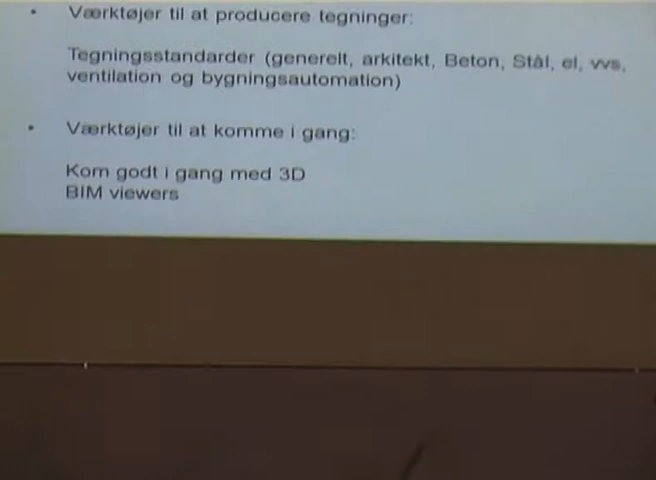 • Værktøjer til at producere tegninger:
Tegningsstandarder (generelt, arkitekt, Beton, Stål, el, vvs,
ventilation og bygningsautomation)
• Værktøjer til at komme i gang:
Kom godt i gang med 3D
BIM viewers